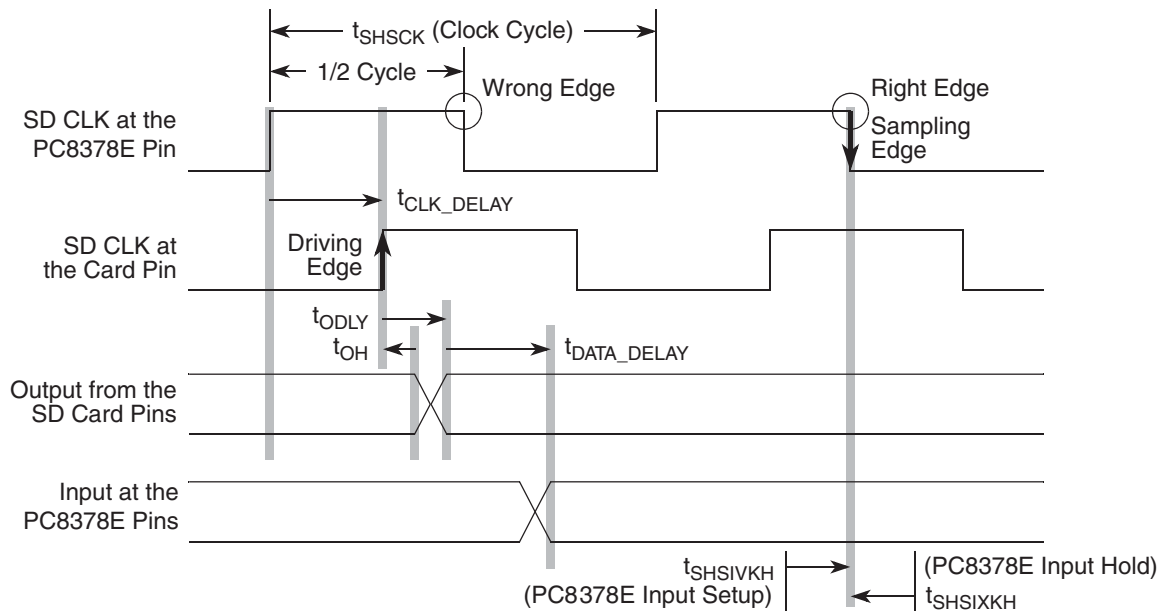 tSHSCK (Clock Cycle)
1/2 Cycle
Wrong Edge
Right Edge
SD CLK at the
PC8378E Pin
Sampling
Edge
tCLK_DELAY
SD CLK at
the Card Pin
Driving
Edge
tODLY
tOH
tDATA_DELAY
Output from the
SD Card Pins
Input at the
PC8378E Pins
tSHSIVKH
(PC8378E Input Setup)
(PC8378E Input Hold)
tSHSIXKH